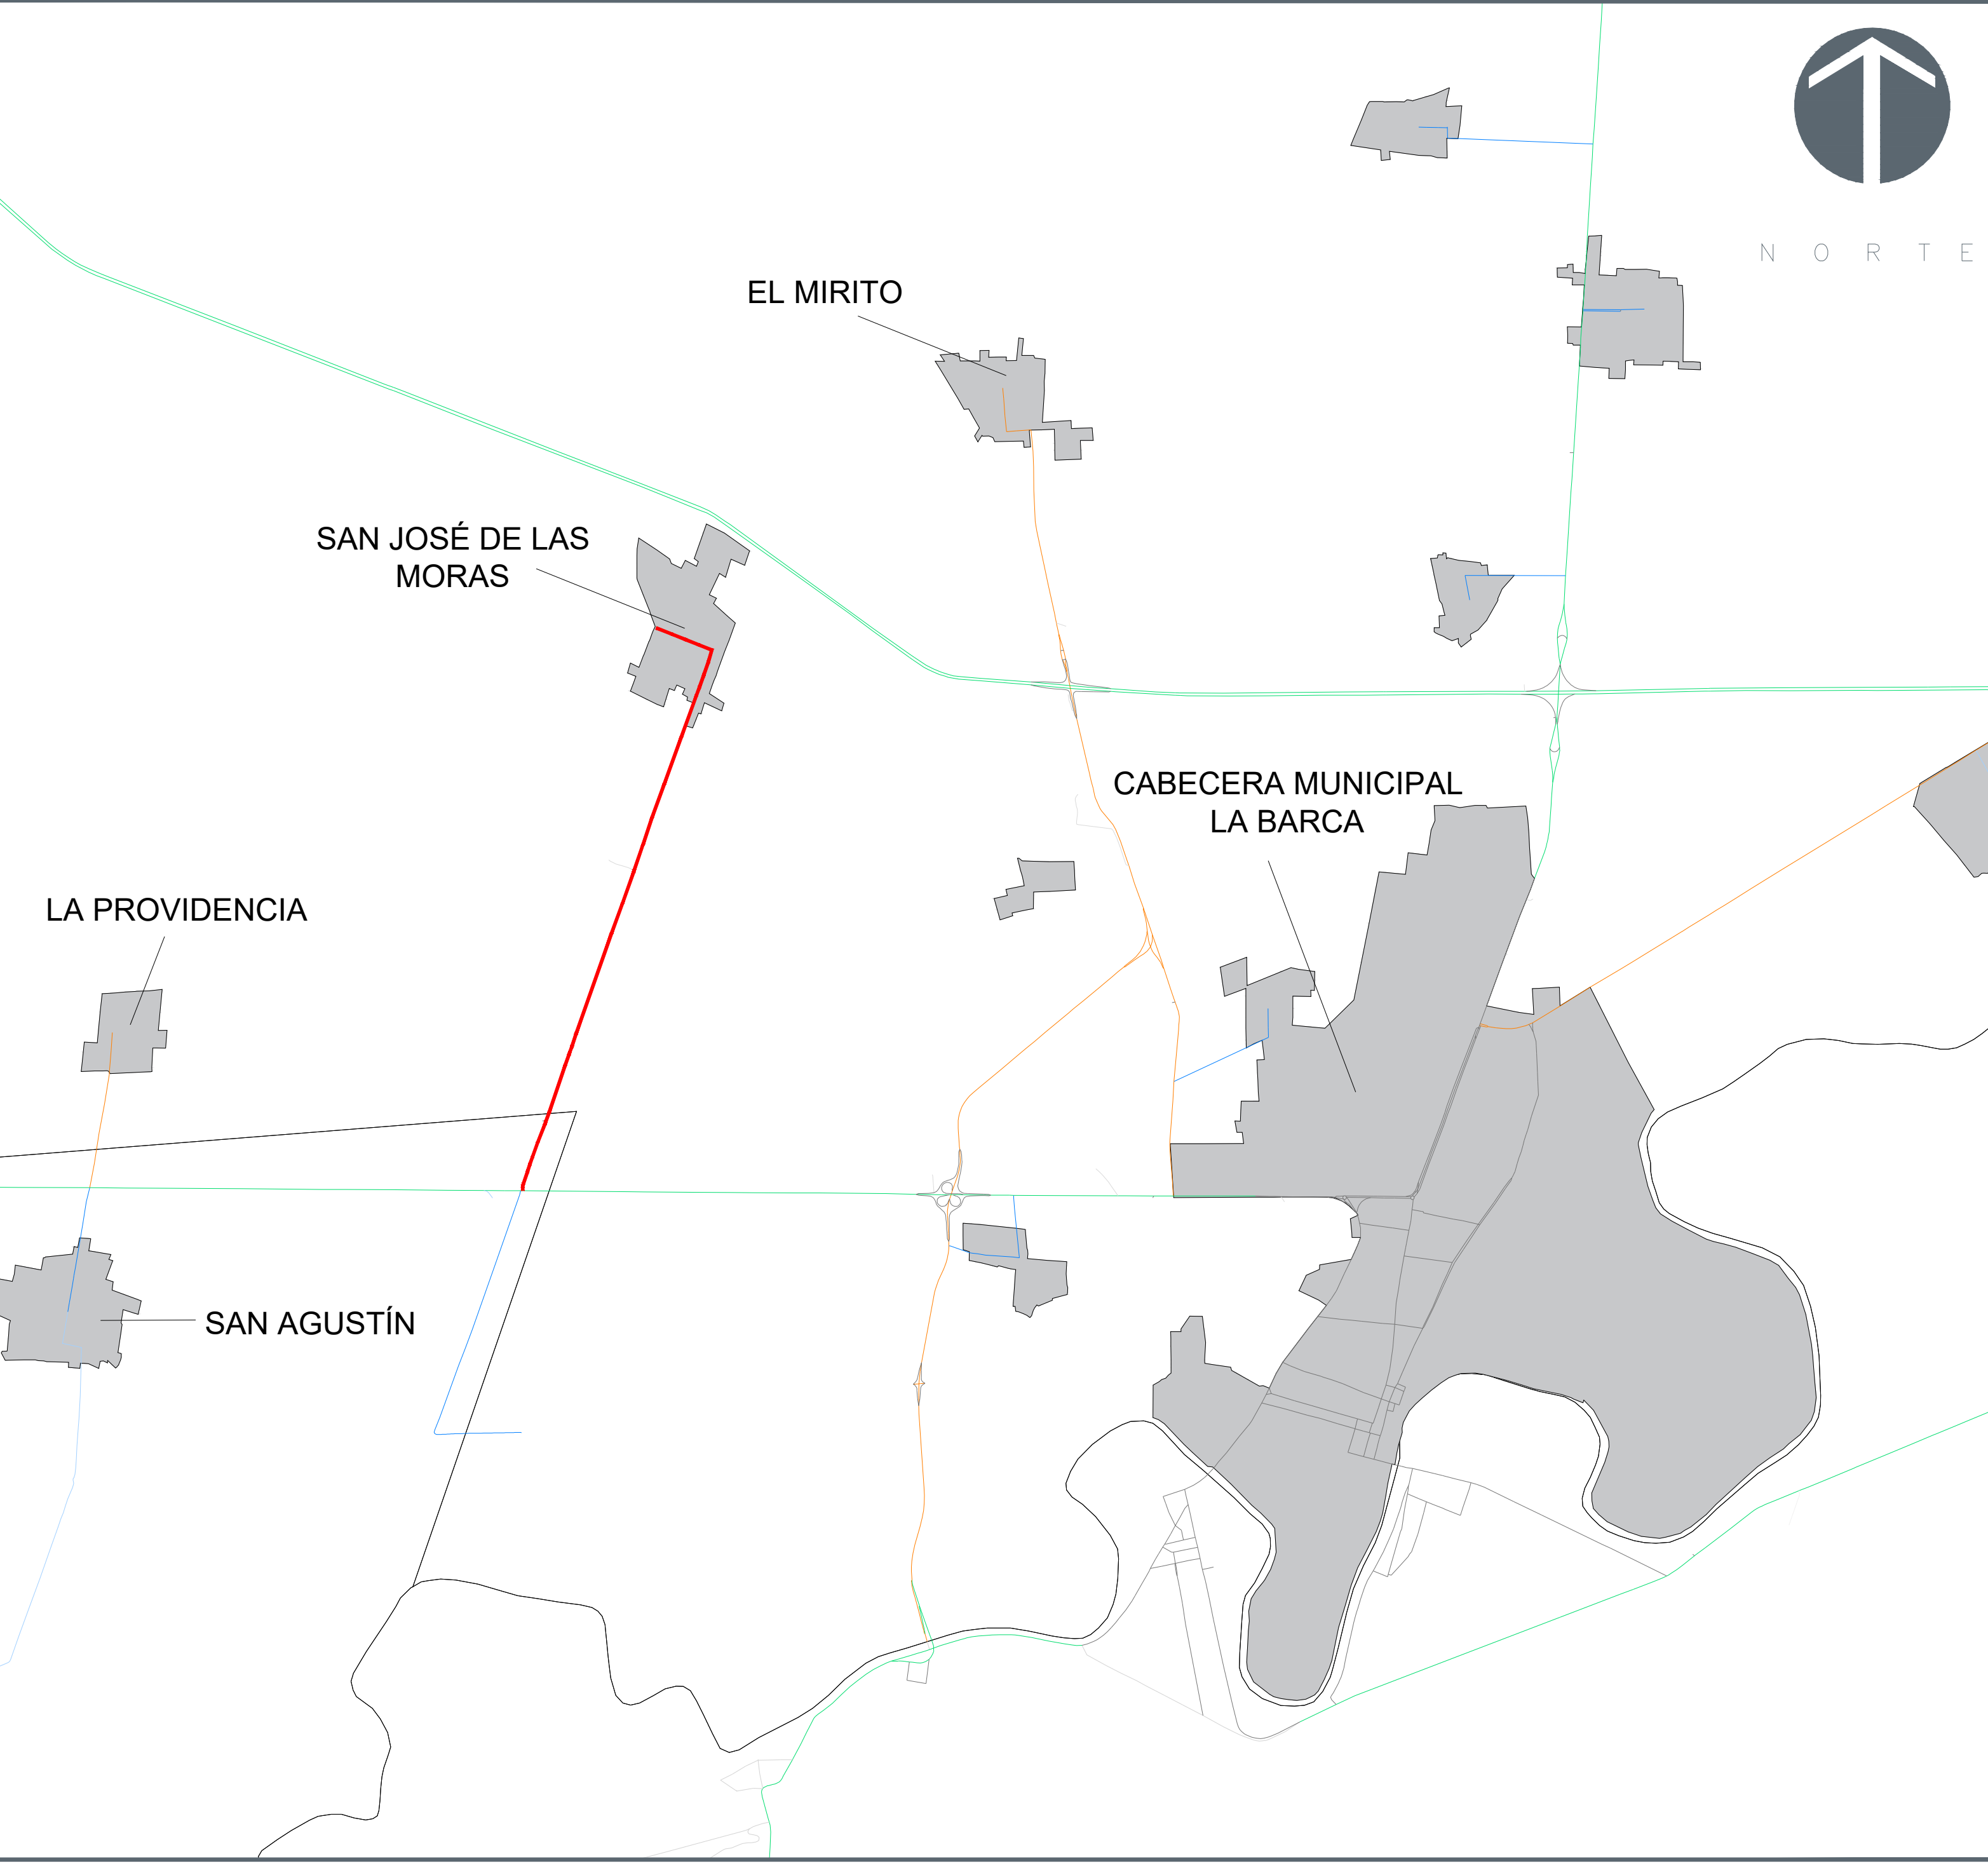 N O R T E
EL MIRITO
SAN JOSÉ DE LAS
MORAS
CABECERA MUNICIPAL
LA BARCA
LA PROVIDENCIA
SAN AGUSTÍN